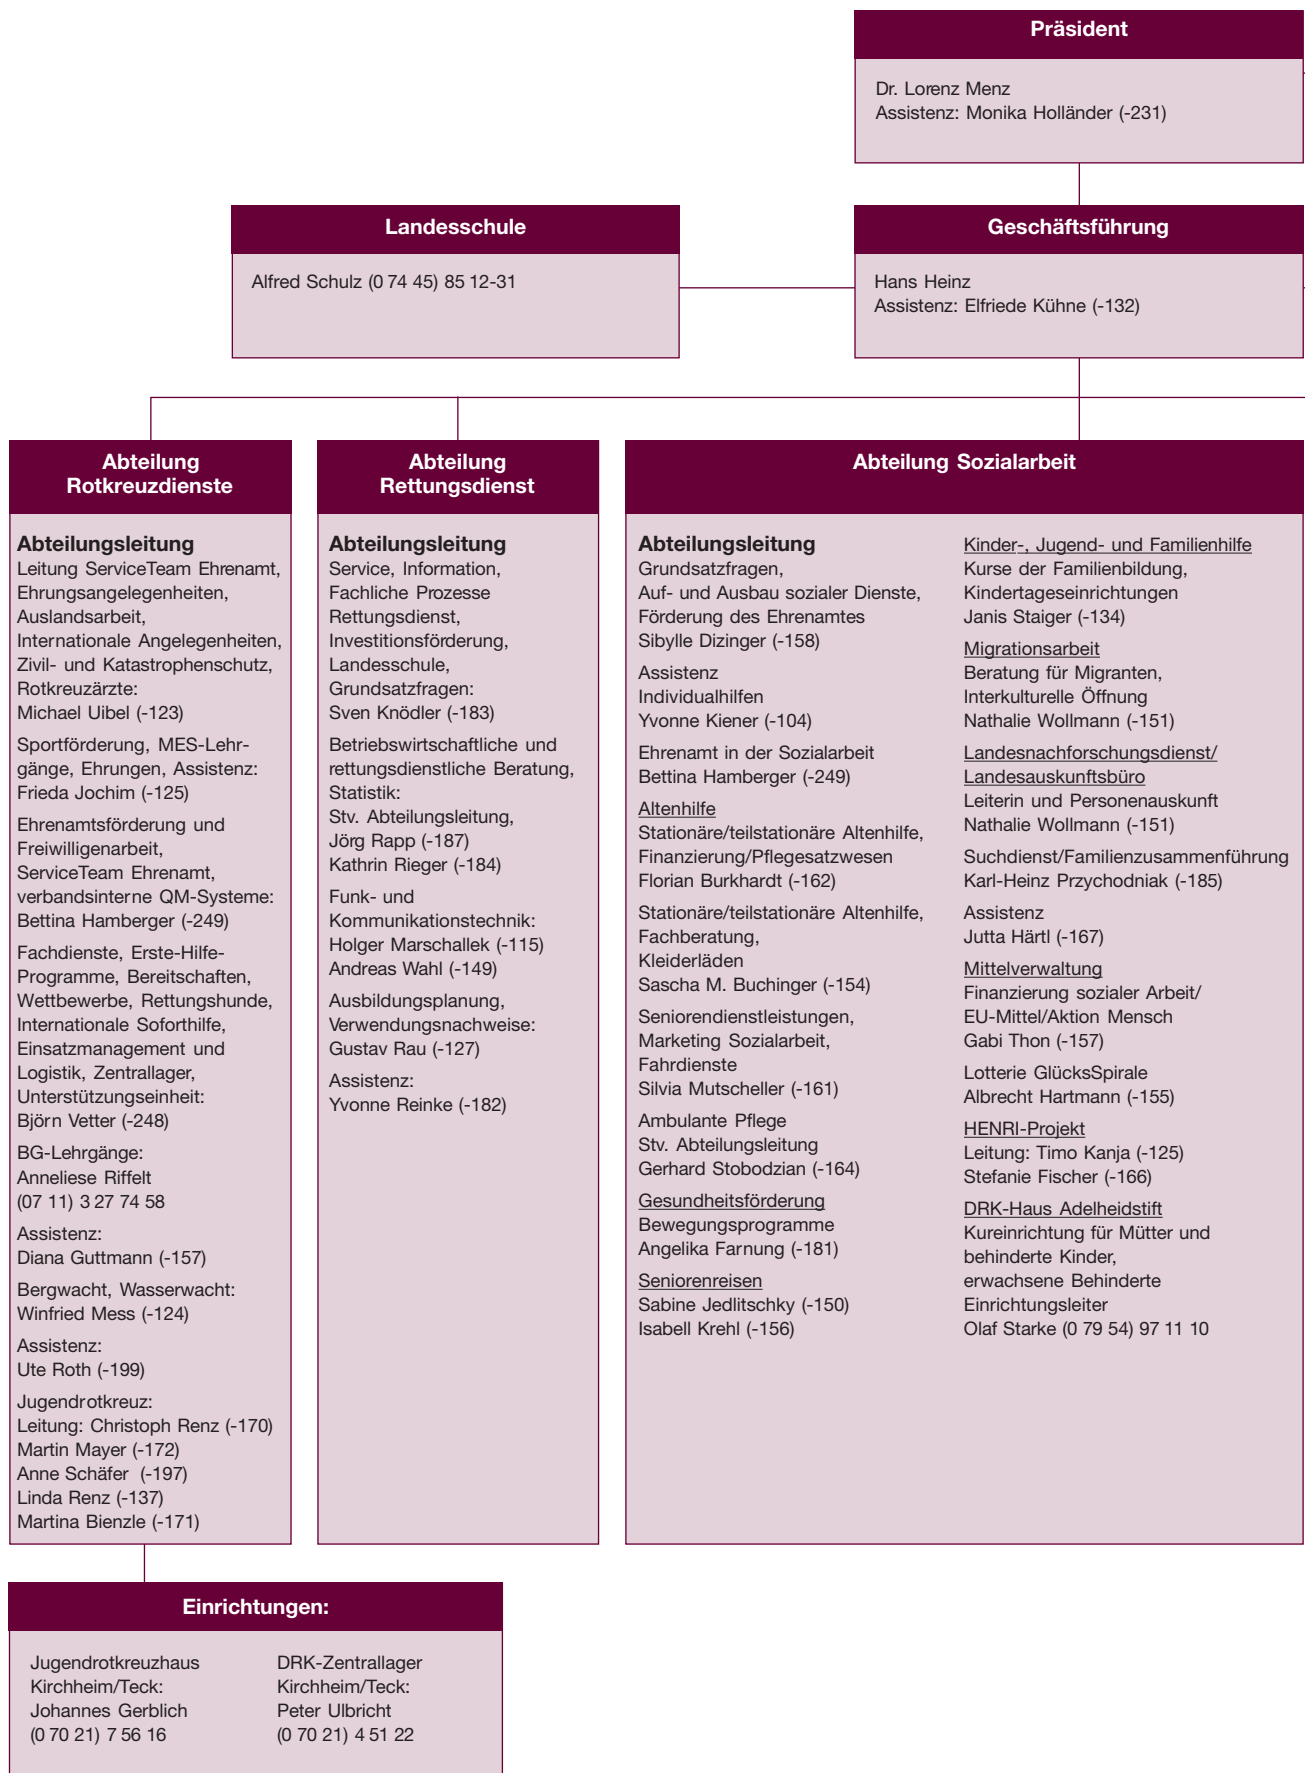 Präsident
Dr. Lorenz Menz
Assistenz: Monika Holländer (-231)
Landesschule
Alfred Schulz (0 74 45) 85 12-31
Geschäftsführung
Hans Heinz
Assistenz: Elfriede Kühne (-132)
Abteilung
Rotkreuzdienste
Abteilungsleitung
Leitung ServiceTeam Ehrenamt,
Ehrungsangelegenheiten,
Auslandsarbeit,
Internationale Angelegenheiten,
Zivil- und Katastrophenschutz,
Rotkreuzärzte:
Michael Uibel (-123)
Sportförderung, MES-Lehr-
gänge, Ehrungen, Assistenz:
Frieda Jochim (-125)
Ehrenamtsförderung und
Freiwilligenarbeit,
ServiceTeam Ehrenamt,
verbandsinterne QM-Systeme:
Bettina Hamberger (-249)
Fachdienste, Erste-Hilfe-
Programme, Bereitschaften,
Wettbewerbe, Rettungshunde,
Internationale Soforthilfe,
Einsatzmanagement und
Logistik, Zentrallager,
Unterstützungseinheit:
Björn Vetter (-248)
BG-Lehrgänge:
Anneliese Riffelt
(07 11) 3 27 74 58
Assistenz:
Diana Guttmann (-157)
Bergwacht, Wasserwacht:
Winfried Mess (-124)
Assistenz:
Ute Roth (-199)
Jugendrotkreuz:
Leitung: Christoph Renz (-170)
Martin Mayer (-172)
Anne Schäfer (-197)
Linda Renz (-137)
Martina Bienzle (-171)
Abteilung
Rettungsdienst
Abteilungsleitung
Service, Information,
Fachliche Prozesse
Rettungsdienst,
Investitionsförderung,
Landesschule,
Grundsatzfragen:
Sven Knödler (-183)
Betriebswirtschaftliche und
rettungsdienstliche Beratung,
Statistik:
Stv. Abteilungsleitung,
Jörg Rapp (-187)
Kathrin Rieger (-184)
Funk- und
Kommunikationstechnik:
Holger Marschallek (-115)
Andreas Wahl (-149)
Ausbildungsplanung,
Verwendungsnachweise:
Gustav Rau (-127)
Assistenz:
Yvonne Reinke (-182)
Abteilung Sozialarbeit
Abteilungsleitung
Grundsatzfragen,
Auf- und Ausbau sozialer Dienste,
Förderung des Ehrenamtes
Sibylle Dizinger (-158)
Assistenz
Individualhilfen
Yvonne Kiener (-104)
Ehrenamt in der Sozialarbeit
Bettina Hamberger (-249)
Altenhilfe
Stationäre/teilstationäre Altenhilfe,
Finanzierung/Pflegesatzwesen
Florian Burkhardt (-162)
Stationäre/teilstationäre Altenhilfe,
Fachberatung,
Kleiderläden
Sascha M. Buchinger (-154)
Seniorendienstleistungen,
Marketing Sozialarbeit,
Fahrdienste
Silvia Mutscheller (-161)
Ambulante Pflege
Stv. Abteilungsleitung
Gerhard Stobodzian (-164)
Gesundheitsförderung
Bewegungsprogramme
Angelika Farnung (-181)
Seniorenreisen
Sabine Jedlitschky (-150)
Isabell Krehl (-156)
Kinder-, Jugend- und Familienhilfe
Kurse der Familienbildung,
Kindertageseinrichtungen
Janis Staiger (-134)
Migrationsarbeit
Beratung für Migranten,
Interkulturelle Öffnung
Nathalie Wollmann (-151)
Landesnachforschungsdienst/
Landesauskunftsbüro
Leiterin und Personenauskunft
Nathalie Wollmann (-151)
Suchdienst/Familienzusammenführung
Karl-Heinz Przychodniak (-185)
Assistenz
Jutta Härtl (-167)
Mittelverwaltung
Finanzierung sozialer Arbeit/
EU-Mittel/Aktion Mensch
Gabi Thon (-157)
Lotterie GlücksSpirale
Albrecht Hartmann (-155)
HENRI-Projekt
Leitung: Timo Kanja (-125)
Stefanie Fischer (-166)
DRK-Haus Adelheidstift
Kureinrichtung für Mütter und
behinderte Kinder,
erwachsene Behinderte
Einrichtungsleiter
Olaf Starke (0 79 54) 97 11 10
Einrichtungen:
Jugendrotkreuzhaus
Kirchheim/Teck:
Johannes Gerblich
(0 70 21) 7 56 16
DRK-Zentrallager
Kirchheim/Teck:
Peter Ulbricht
(0 70 21) 4 51 22